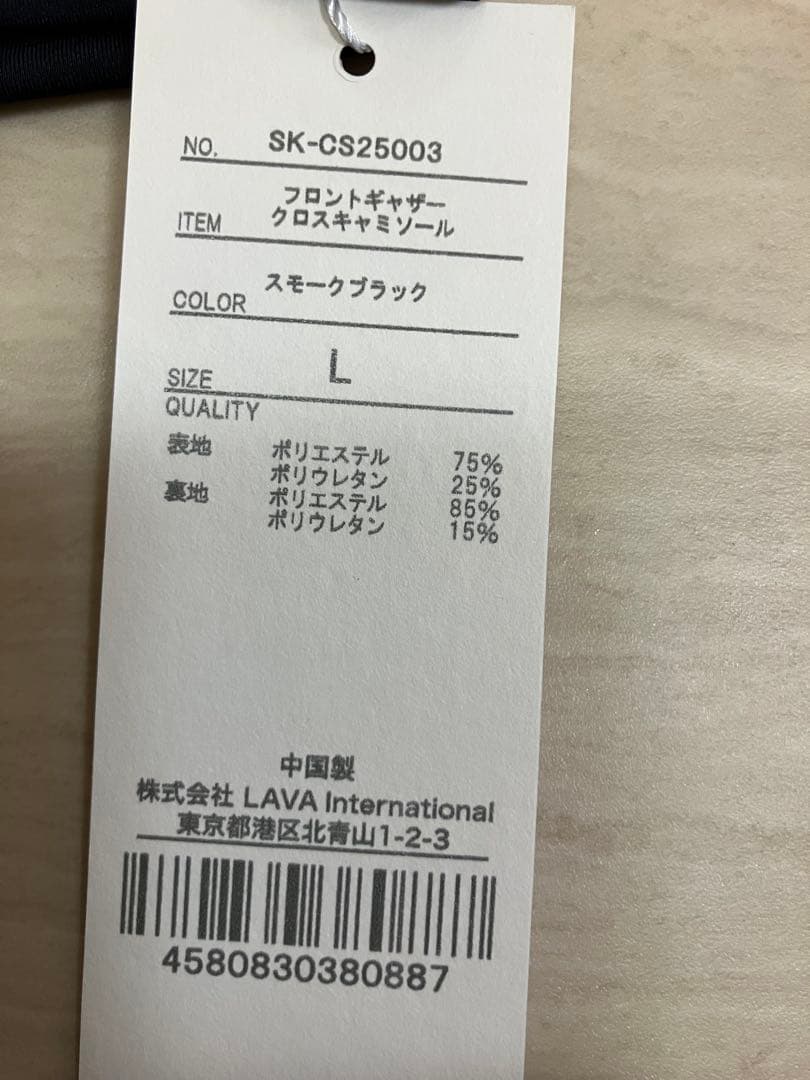 NO. SK-CS25003
フロントギャザー
ITEM クロスキャミソール
COLOR スモークブラック
SIZE L
QUALITY
表地 ポリエステル 75%
ポリウレタン 25%
裏地 ポリエステル 85%
ポリウレタン 15%
中国製
株式会社 LAVA International
東京都港区北青山1-2-3
4580830380887